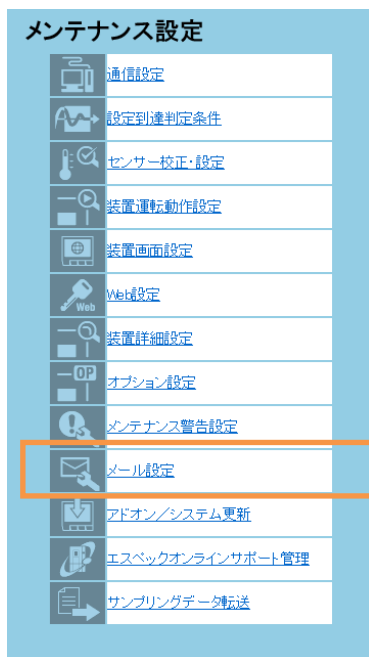 メンテナンス設定
通信設定
設定到達判定条件
センサー校正・設定
装置運転動作設定
装置画面設定
Web
Web設定
装置詳細設定
OP
オプション設定
メンテナンス警告設定
メール設定
アドオン／システム更新
エスペックオンラインサポート管理
サンプリングデータ転送